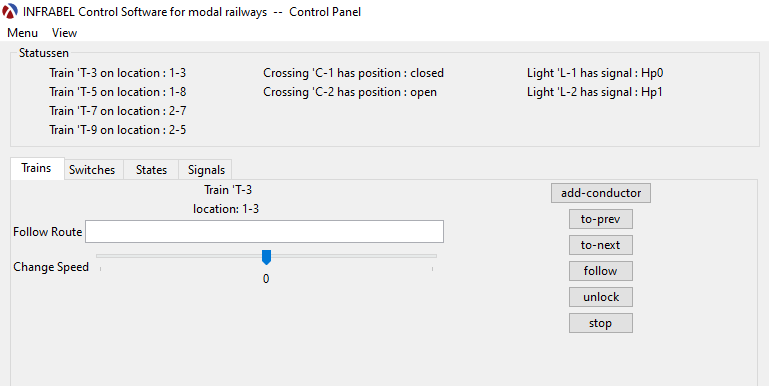 INFRABEL Control Software for modal railways -- Control Panel
Menu View
Statussen
Train 'T-3 on location : 1-3 Crossing 'C-1 has position : closed Light 'L-1 has signal : Hp0
Train 'T-5 on location : 1-8 Crossing 'C-2 has position : open Light 'L-2 has signal : Hp1
Train 'T-7 on location : 2-7
Train 'T-9 on location : 2-5
Trains Switches States Signals
Train 'T-3
location: 1-3
Follow Route
Change Speed
0
add-conductor
to-prev
to-next
follow
unlock
stop